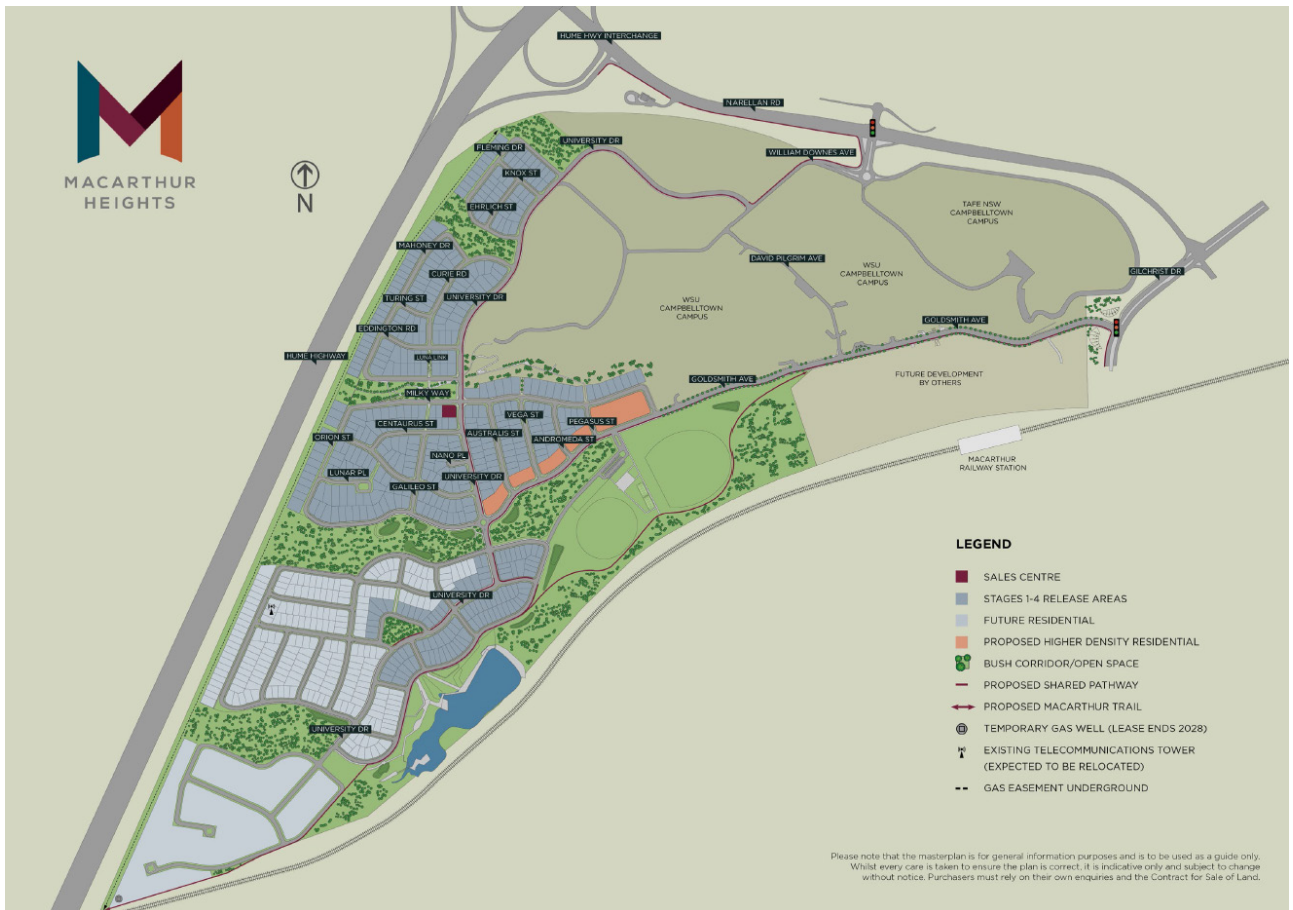 HUME HWY INTERCHANGE
NARELLAN RD
MACARTHUR
HEIGHTS
N
FLEMING DR
UNIVERSITY DR
WILLIAM DOWNES AVE
KNOX ST
EHRLICH ST
TAFE NSW
CAMPBELLTOWN
CAMPUS
MAHONEY DR
DAVID PILGRIM AVE
WSU
CAMPBELLTOWN
CAMPUS
GILCHRIST DR
CURIE RD
TURING ST
UNIVERSITY DR
WSU
CAMPBELLTOWN
CAMPUS
GOLDSMITH AVE
EDDINGTON RD
HUME HIGHWAY
LUNA LINK
GOLDSMITH AVE
FUTURE DEVELOPMENT
BY OTHERS
MILKY WAY
CENTAURUS ST
VEGA ST
PEGASUS ST
ORION ST
AUSTRALIS ST
ANDROMEDA ST
NANO PL
MACARTHUR
RAILWAY STATION
LUNAR PL
UNIVERSITY DR
GALILEO ST
UNIVERSITY DR
UNIVERSITY DR
LEGEND
SALES CENTRE
STAGES 1-4 RELEASE AREAS
FUTURE RESIDENTIAL
PROPOSED HIGHER DENSITY RESIDENTIAL
BUSH CORRIDOR/OPEN SPACE
PROPOSED SHARED PATHWAY
PROPOSED MACARTHUR TRAIL
TEMPORARY GAS WELL (LEASE ENDS 2028)
EXISTING TELECOMMUNICATIONS TOWER
(EXPECTED TO BE RELOCATED)
GAS EASEMENT UNDERGROUND
Please note that the masterplan is for general information purposes and is to be used as a guide only.
Whilst every care is taken to ensure the plan is correct, it is indicative only and subject to change
without notice. Purchasers must rely on their own enquiries and the Contract for Sale of Land.